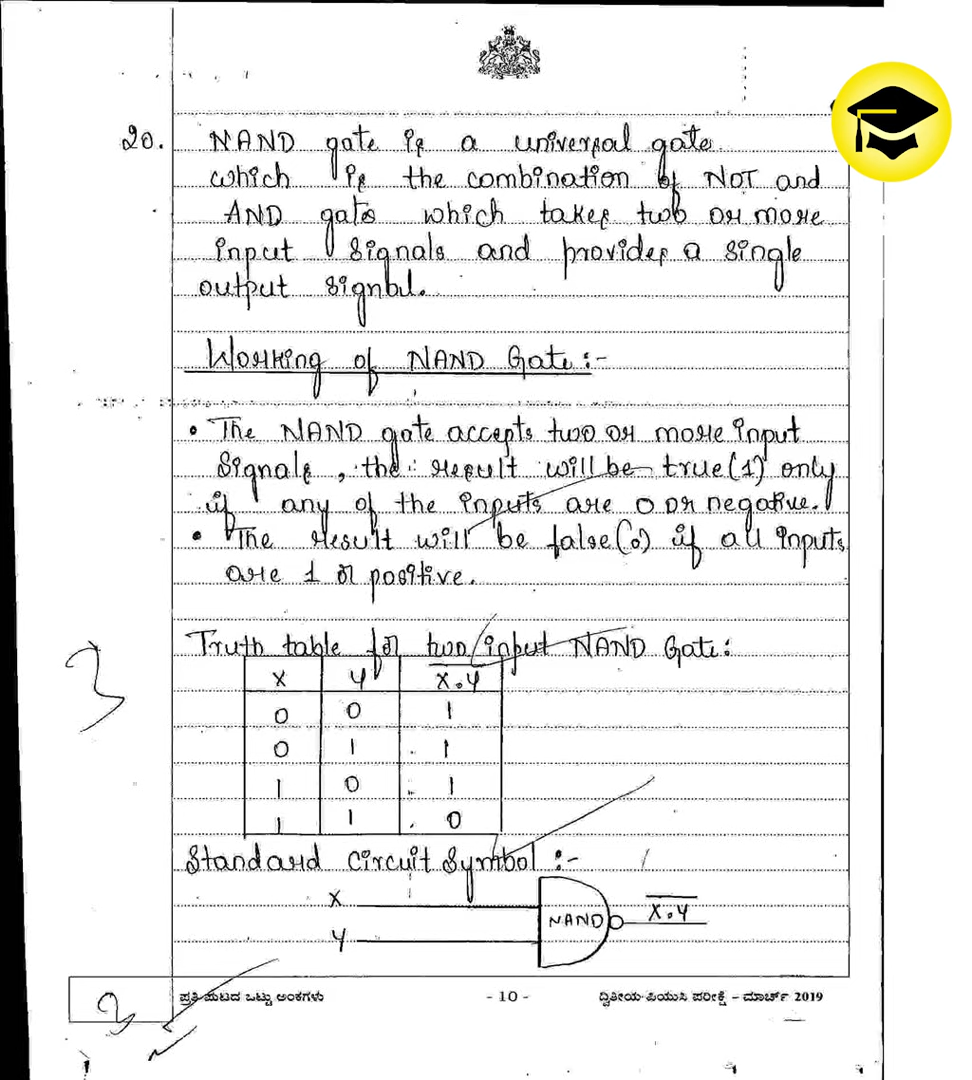 20. NAND gate is a universal gate
which is the combination of NOT and
AND gate which takes two or more
input signals and provides a single
output signal.
Working of NAND Gate :-
• The NAND gate accepts two or more input
signals, the result will be true(1) only
if any of the inputs are 0 or negative.
• The result will be false(0) if all inputs
are 1 or positive.
Truth table for two input NAND Gate:
X Y X.Y
0 0 1
3
0 1 1
1 0 1
1 1 0
Standard Circuit Symbol :-
X
NAND X.Y
Y
3 ಪ್ರತಿ ಪುಟದ ಒಟ್ಟು ಅಂಕಗಳು - 10 - ದ್ವಿತೀಯ ಪಿಯುಸಿ ಪರೀಕ್ಷೆ – ಮಾರ್ಚ್ 2019